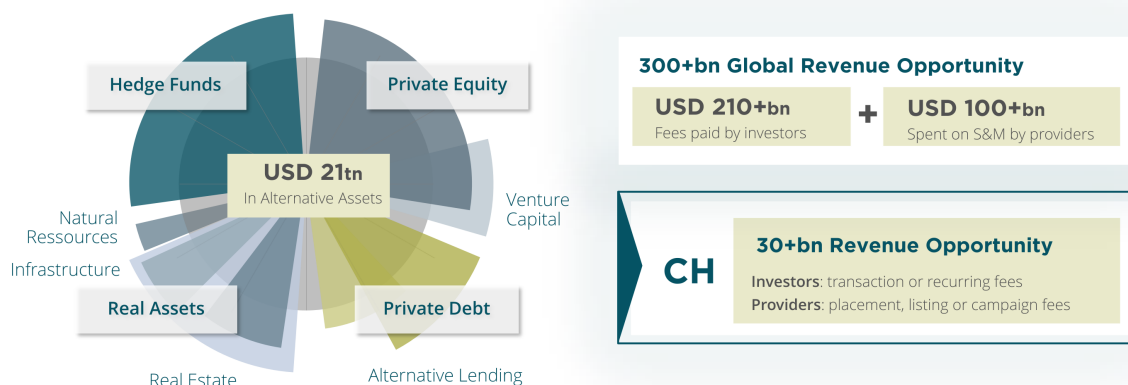 Hedge Funds
Private Equity
USD 21tn
In Alternative Assets
Venture
Capital
Natural
Ressources
Infrastructure
Real Assets
Private Debt
Real Estate
Alternative Lending
300+bn Global Revenue Opportunity
USD 210+bn
Fees paid by investors
+
USD 100+bn
Spent on S&M by providers
CH
30+bn Revenue Opportunity
Investors: transaction or recurring fees
Providers: placement, listing or campaign fees